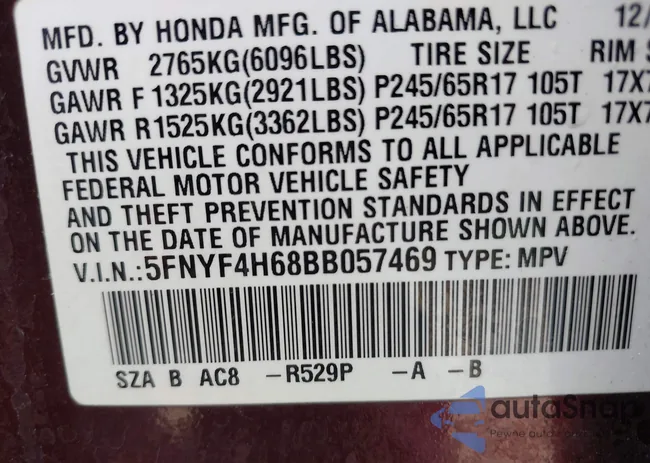 MFD. BY HONDA MFG. OF ALABAMA, LLC 12/
GVWR 2765KG(6096LBS) TIRE SIZE RIM S
GAWR F 1325KG(2921LBS) P245/65R17 105T 17X7
GAWR R1525KG(3362LBS) P245/65R17 105T 17X7
THIS VEHICLE CONFORMS TO ALL APPLICABLE
FEDERAL MOTOR VEHICLE SAFETY
AND THEFT PREVENTION STANDARDS IN EFFECT
ON THE DATE OF MANUFACTURE SHOWN ABOVE.
V.I.N.:5FNYF4H68BB057469 TYPE: MPV
SZA B AC8 -R529P -A -B
autaSnap
Pewne auto